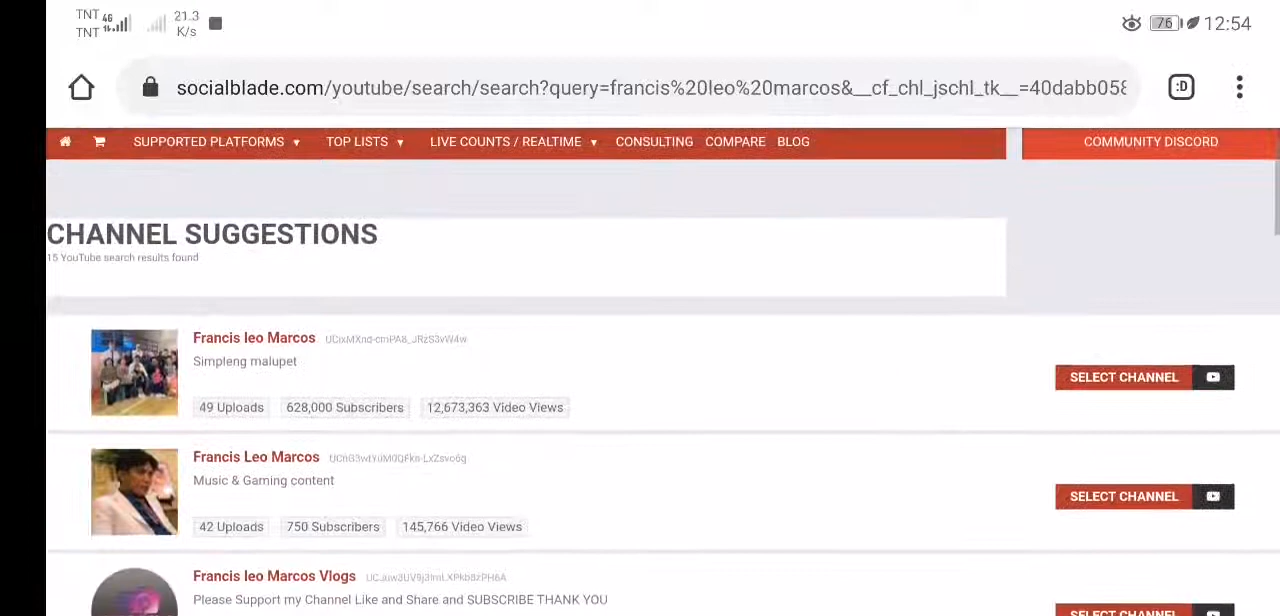 TNT 4G 21.3 12:54
TNT K/s 76
socialblade.com/youtube/search/search?query=francis%20leo%20marcos&__cf_chl_jschl_tk__=40dabb058 :D
SUPPORTED PLATFORMS TOP LISTS LIVE COUNTS / REALTIME CONSULTING COMPARE BLOG COMMUNITY DISCORD
CHANNEL SUGGESTIONS
15 YouTube search results found
Francis leo Marcos
Simpleng malupet
SELECT CHANNEL
49 Uploads 628,000 Subscribers 12,673,363 Video Views
Francis Leo Marcos
Music & Gaming content
SELECT CHANNEL
42 Uploads 750 Subscribers 145,766 Video Views
Francis leo Marcos Vlogs
Please Support my Channel Like and Share and SUBSCRIBE THANK YOU
SELECT CHANNEL